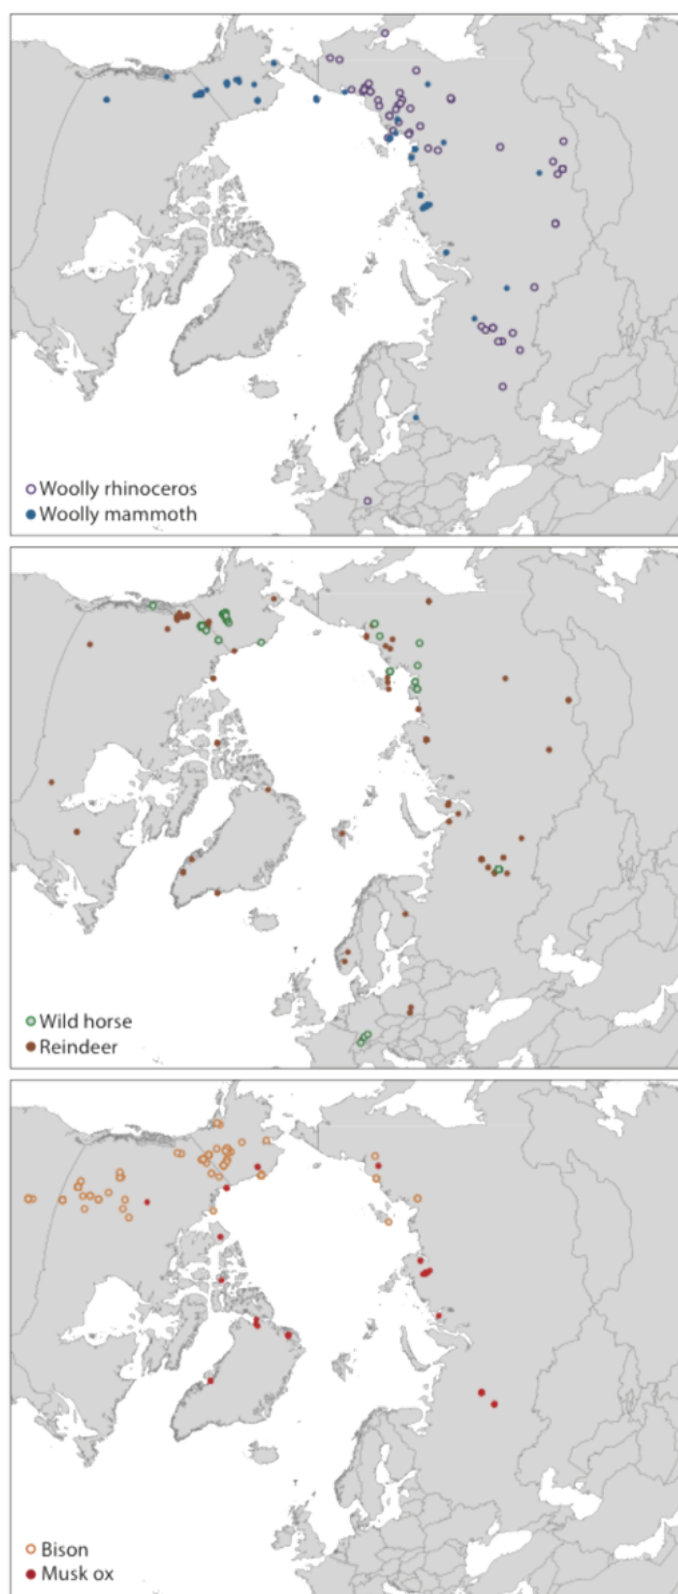 Woolly rhinoceros
Woolly mammoth
Wild horse
Reindeer
Bison
Musk ox